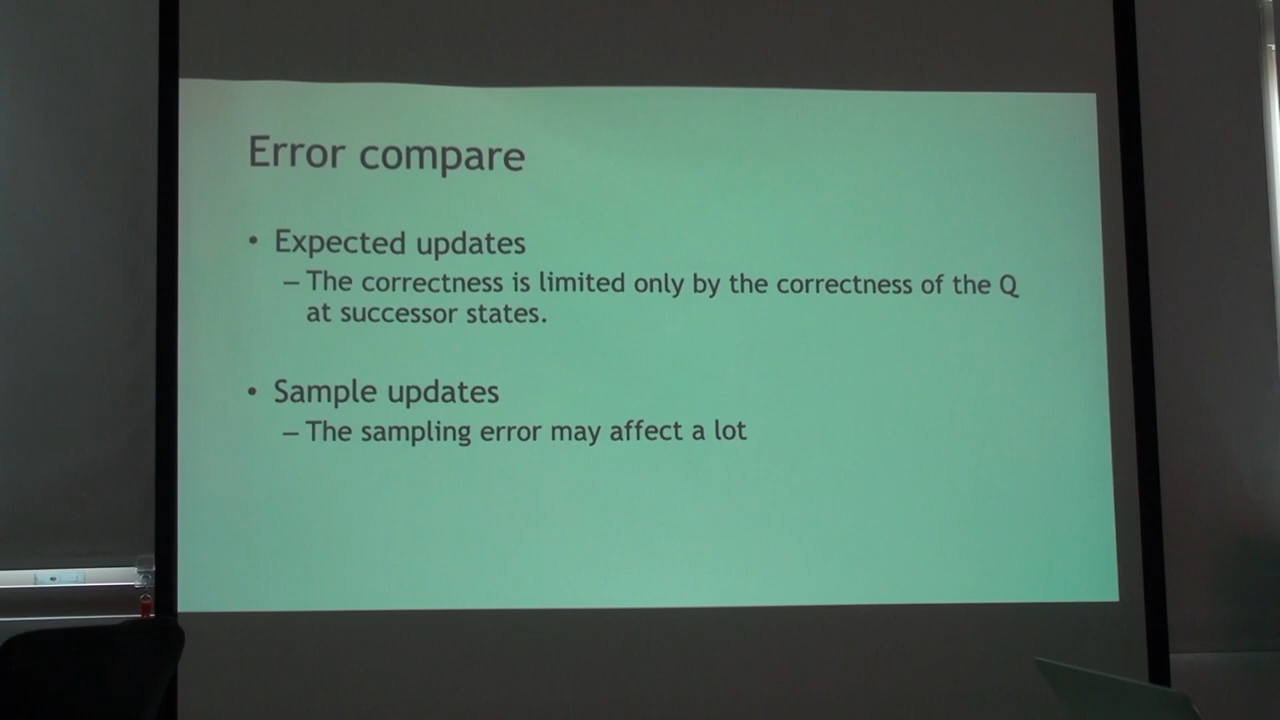 Error compare
• Expected updates
– The correctness is limited only by the correctness of the Q
at successor states.
• Sample updates
– The sampling error may affect a lot